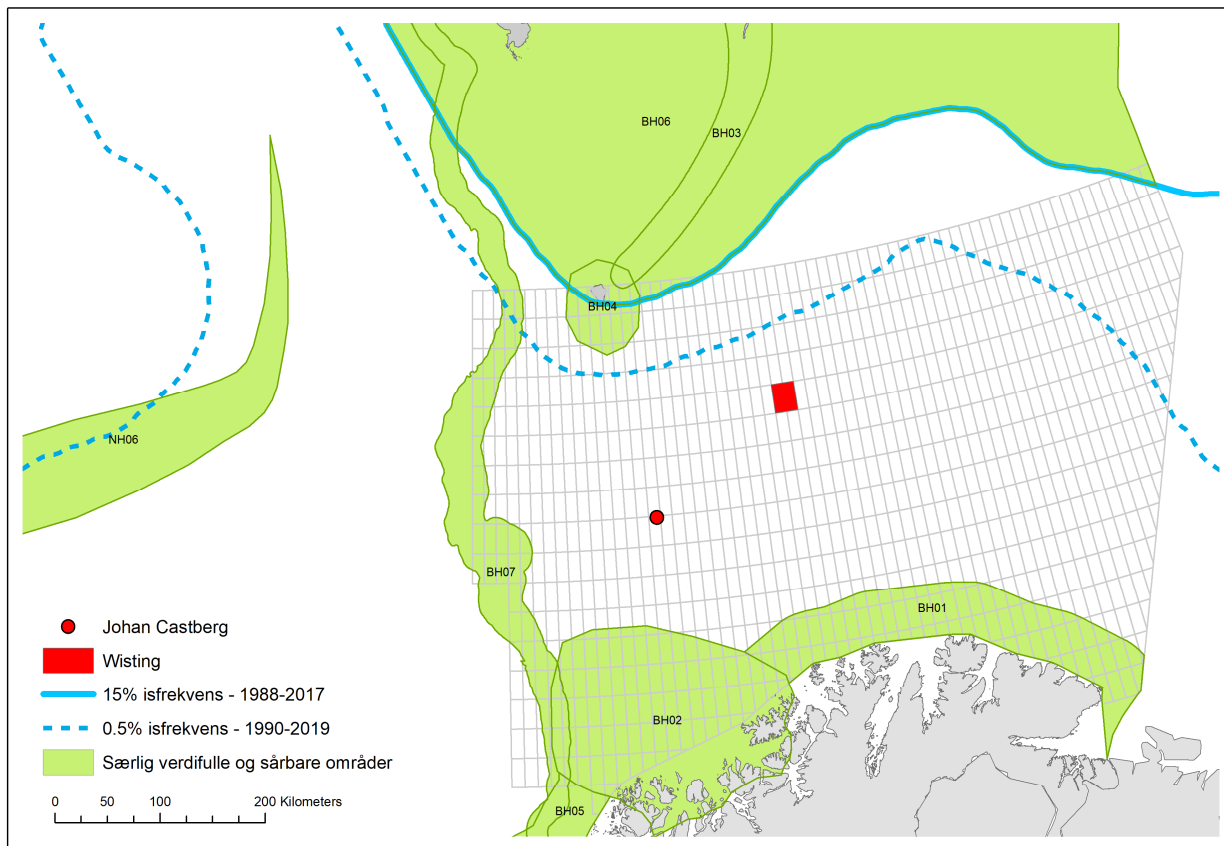 BH06
BH03
BH04
NH06
BH07
BH01
BH02
BH05
Johan Castberg
Wisting
15% isfrekvens - 1988-2017
0.5% isfrekvens - 1990-2019
Særlig verdifulle og sårbare områder
0 50 100 200 Kilometers